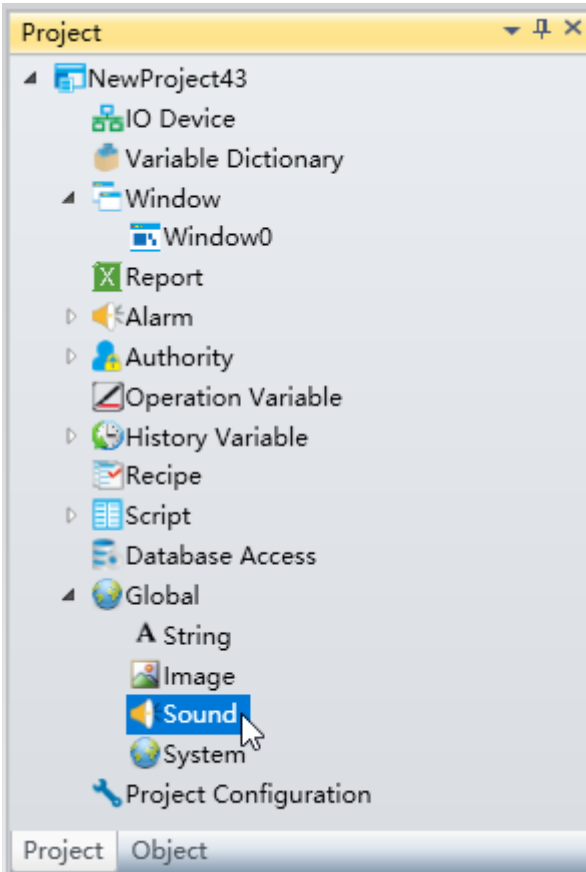 Project
NewProject43
IO Device
Variable Dictionary
Window
Window0
Report
Alarm
Authority
Operation Variable
History Variable
Recipe
Script
Database Access
Global
String
Image
Sound
System
Project Configuration
Project Object